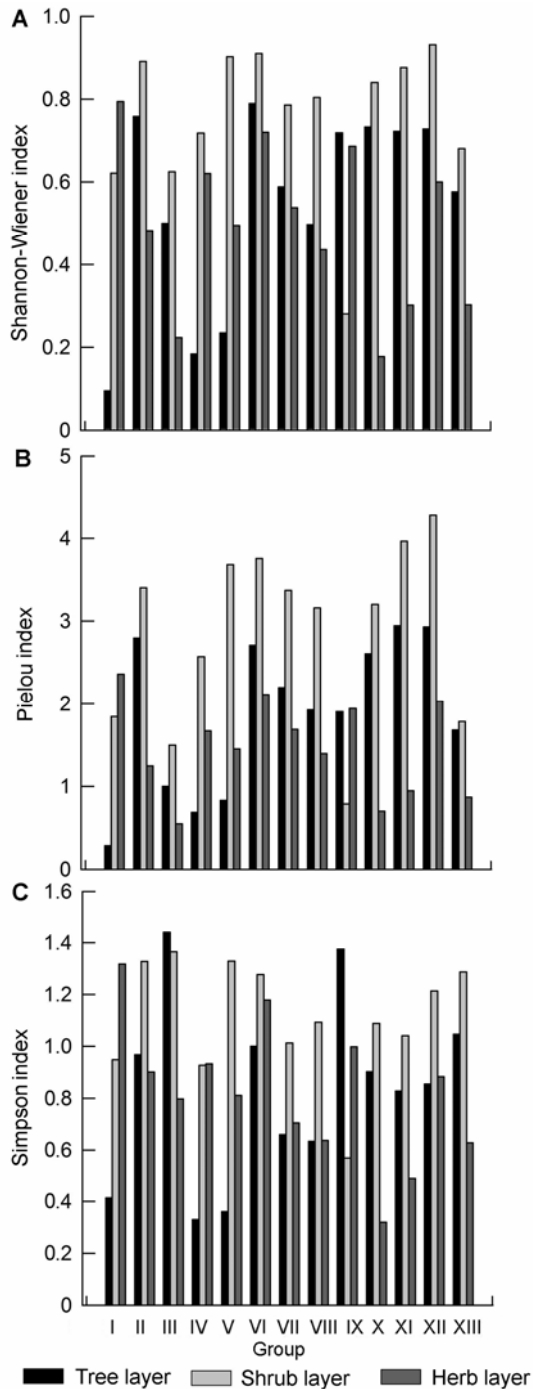 A
Shannon-Wiener index
1.0
0.8
0.6
0.4
0.2
0
B
Pielou index
5
4
3
2
1
0
C
Simpson index
1.6
1.4
1.2
1.0
0.8
0.6
0.4
0.2
0
I II III IV V VI VII VIII IX X XI XII XIII
Group
Tree layer Shrub layer Herb layer